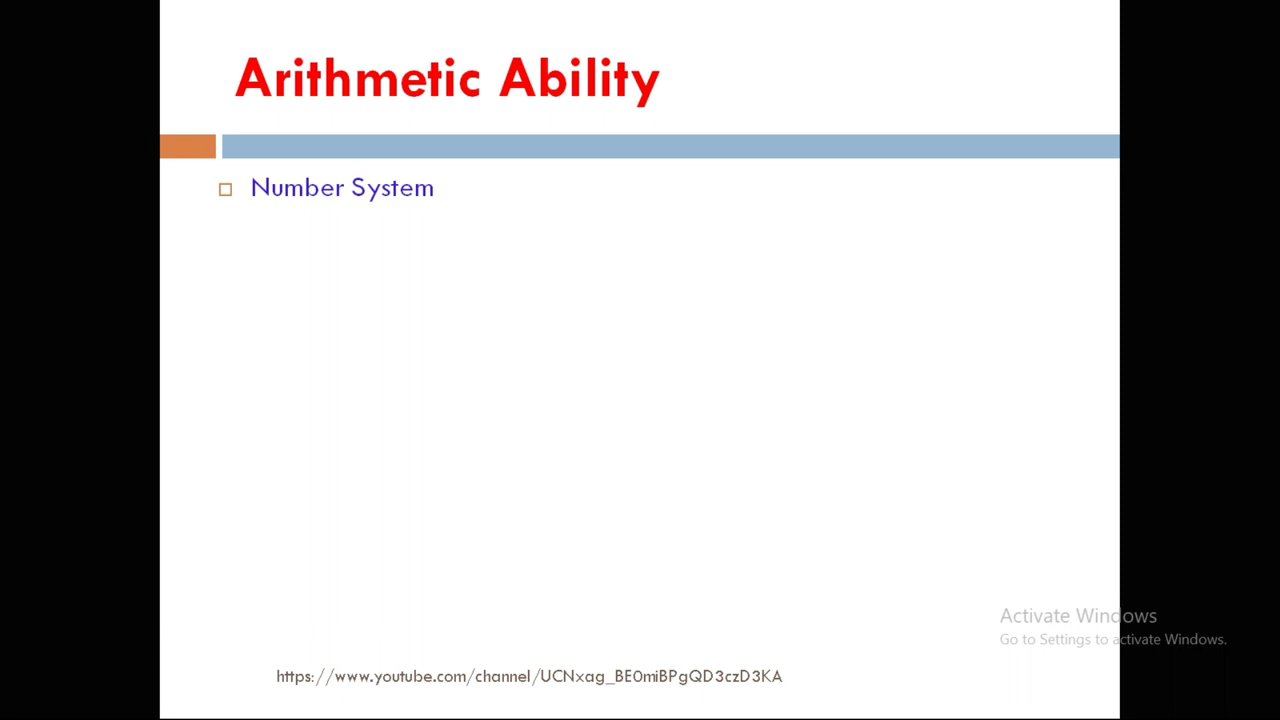 Arithmetic Ability
Number System
Activate Windows
Go to Settings to activate Windows.
https://www.youtube.com/channel/UCNxag_BE0miBPgQD3czD3KA